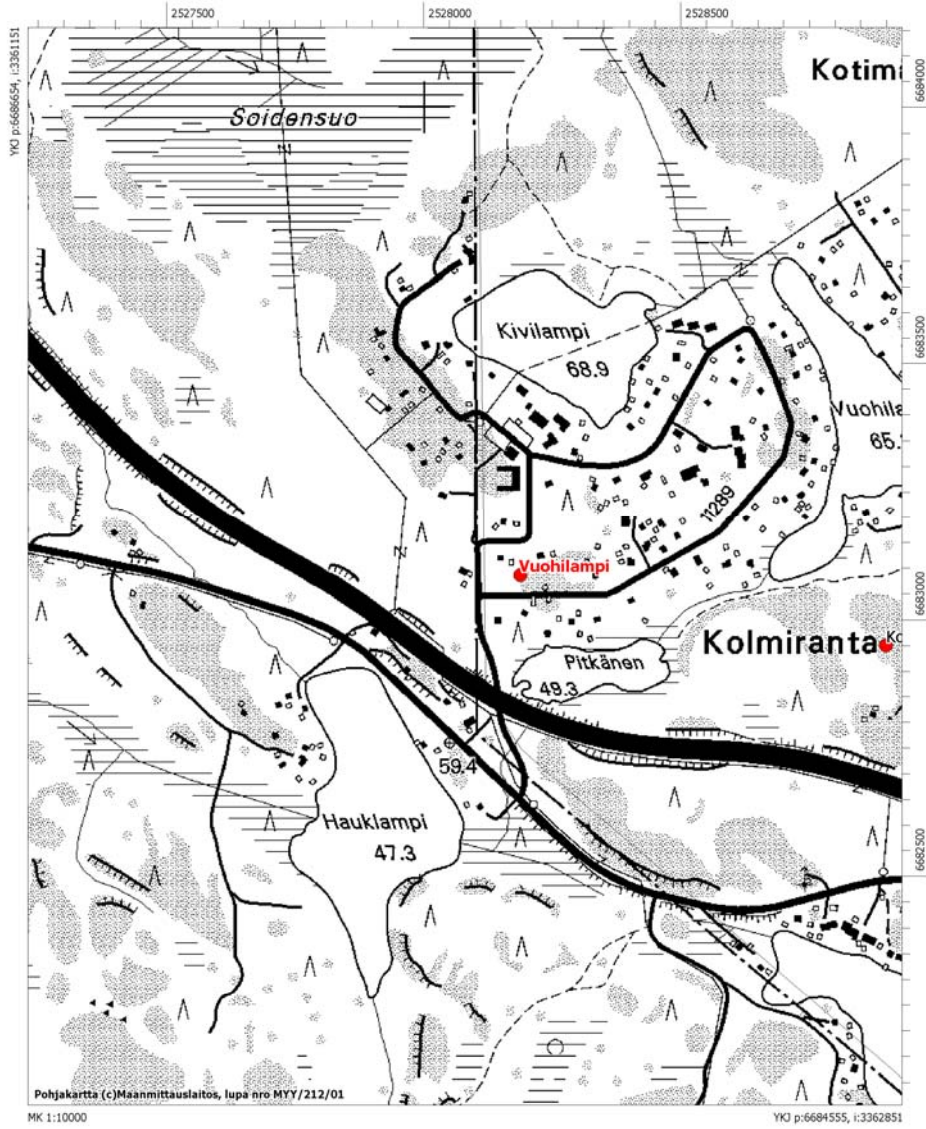 2527500 2528000 2528500
YKJ p:6686654, i:3361151
6684000
Kotima
Soidensuo
Kivilampi
68.9
6683500
Vuohila
65.
11289
Vuohilampi
6683000
Kolmiranta
Ko
Pitkänen
49.3
59.4
Hauklampi
47.3
6682500
Pohjakartta (c)Maanmittauslaitos, lupa nro MYY/212/01
MK 1:10000
YKJ p:6684555, i:3362851